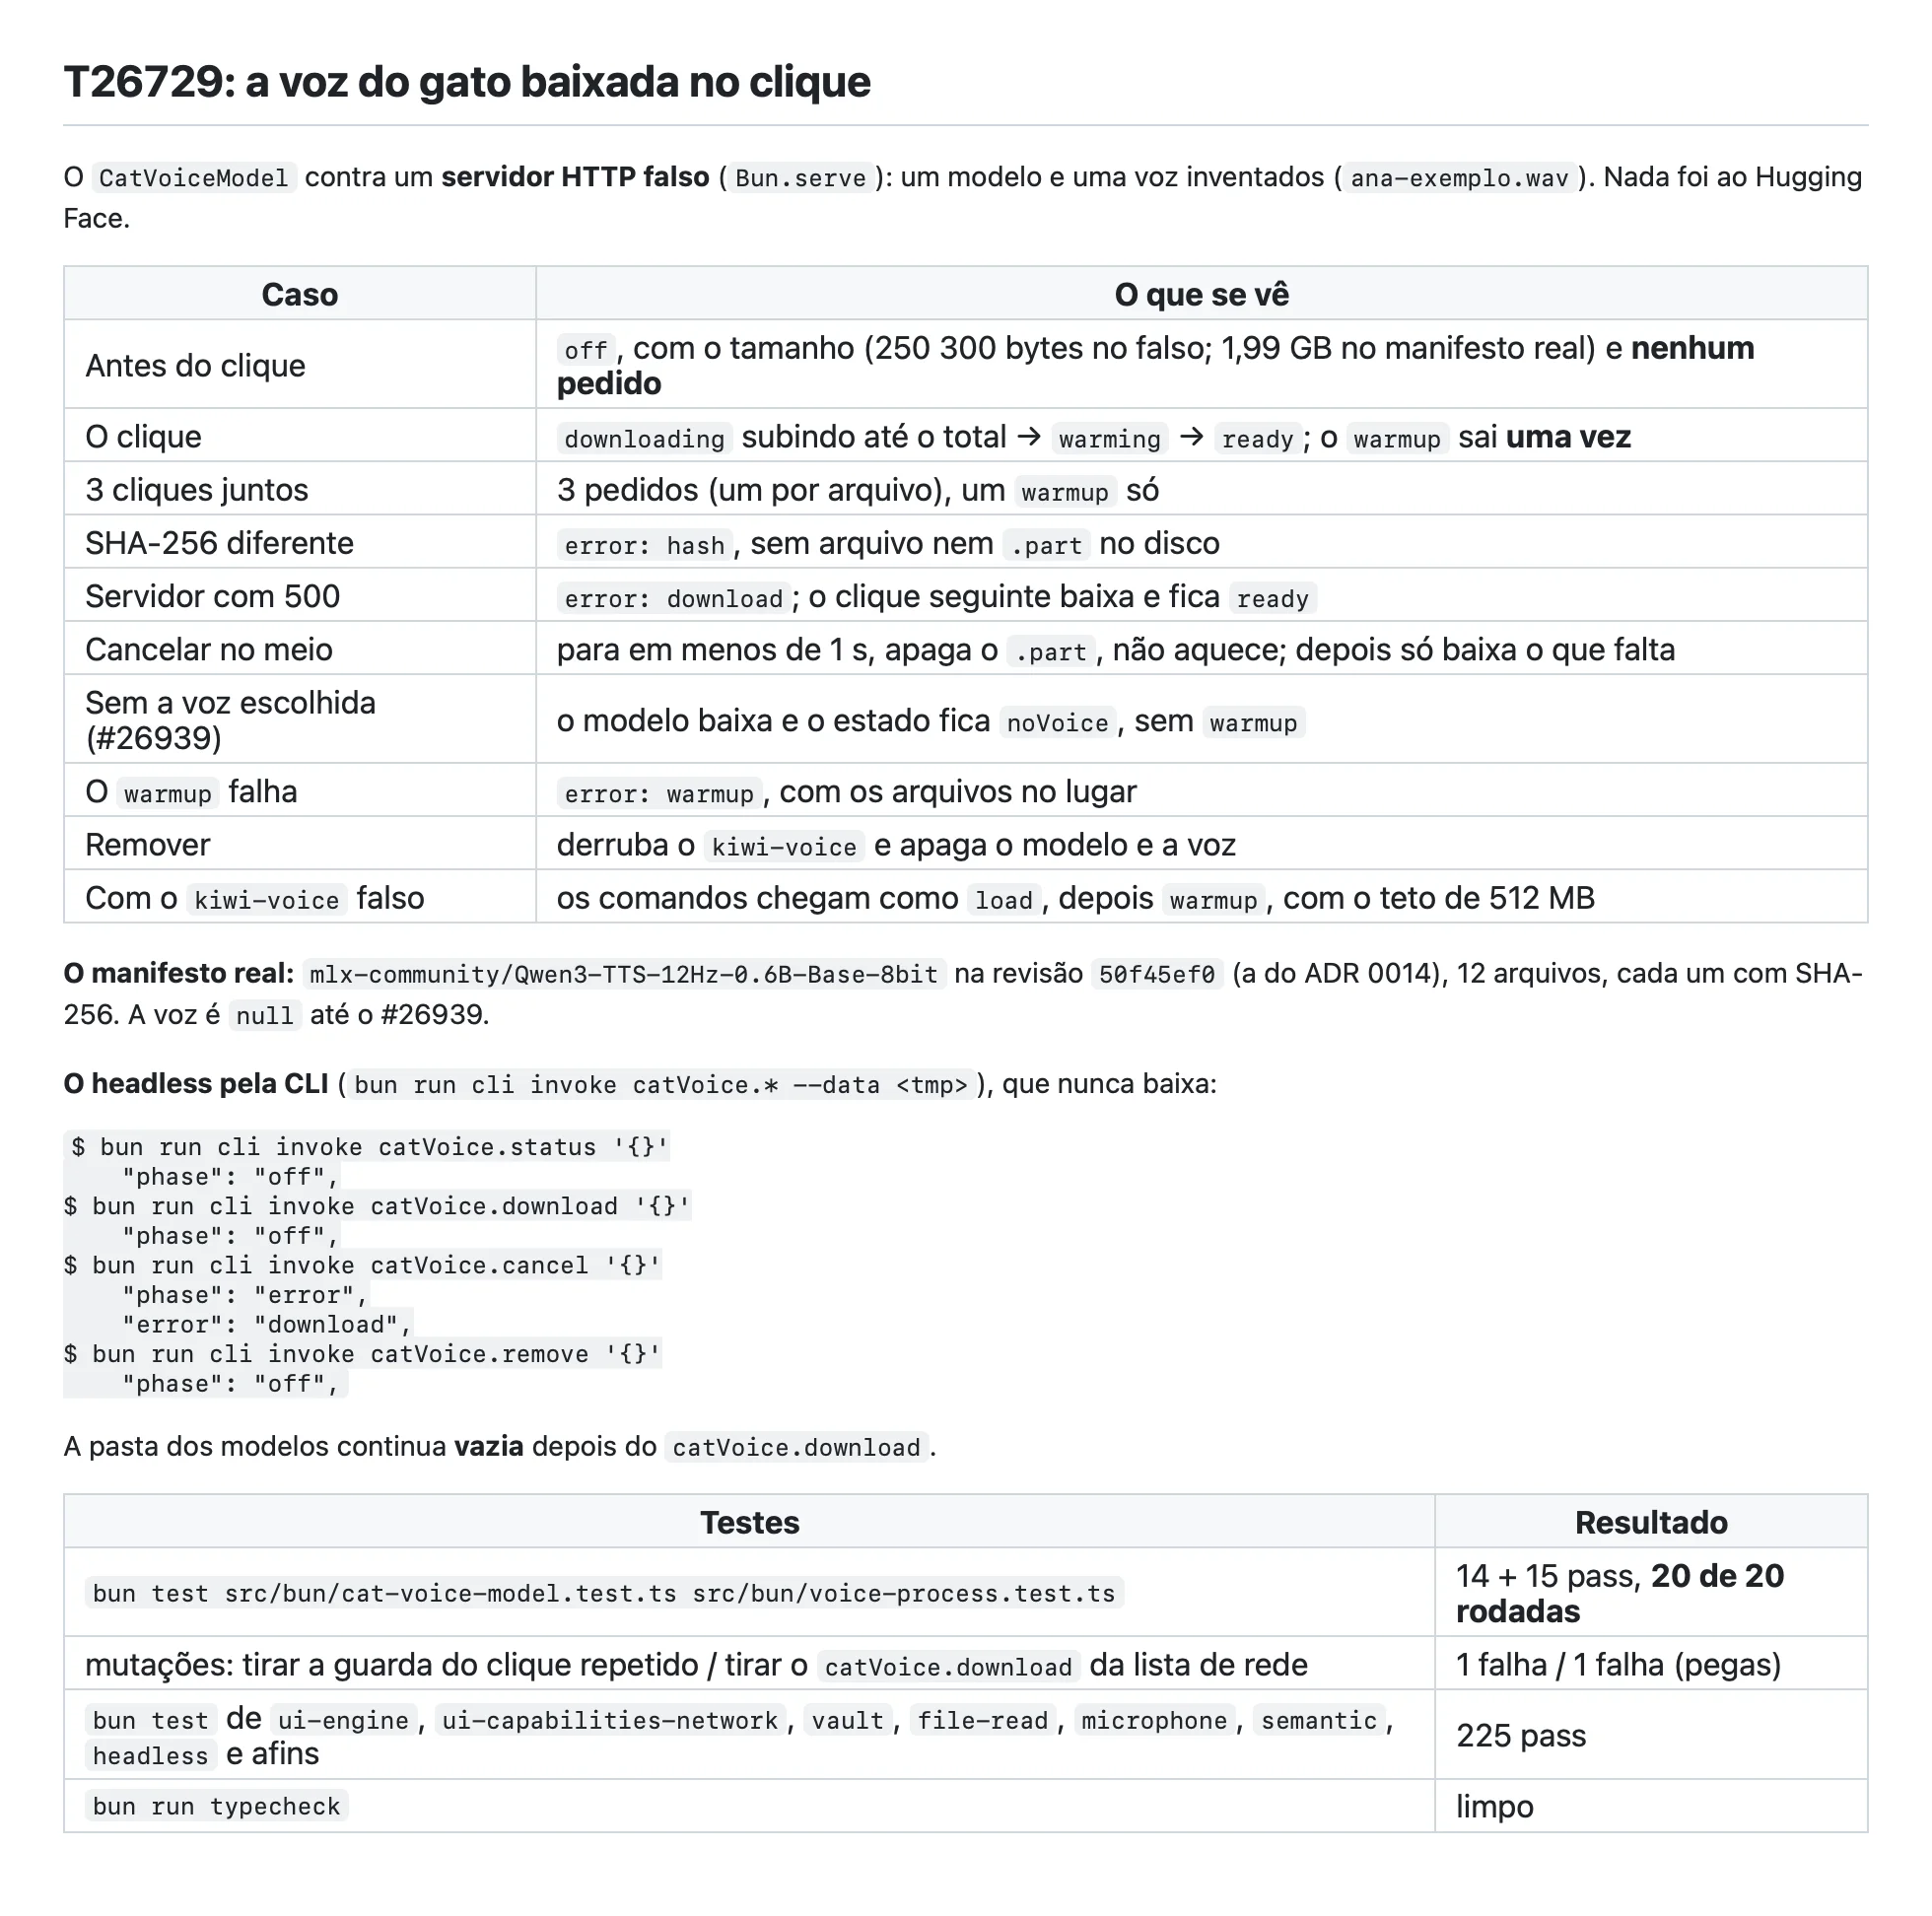 T26729: a voz do gato baixada no clique
O CatVoiceModel contra um servidor HTTP falso (Bun.serve): um modelo e uma voz inventados (ana-exemplo.wav). Nada foi ao Hugging
Face.
Caso
O que se vê
Antes do clique
off, com o tamanho (250 300 bytes no falso; 1,99 GB no manifesto real) e nenhum
pedido
O clique
downloading subindo até o total → warming → ready; o warmup sai uma vez
3 cliques juntos
3 pedidos (um por arquivo), um warmup só
SHA-256 diferente
error: hash, sem arquivo nem .part no disco
Servidor com 500
error: download; o clique seguinte baixa e fica ready
Cancelar no meio
para em menos de 1 s, apaga o .part, não aquece; depois só baixa o que falta
Sem a voz escolhida
(#26939)
o modelo baixa e o estado fica noVoice, sem warmup
O warmup falha
error: warmup, com os arquivos no lugar
Remover
derruba o kiwi-voice e apaga o modelo e a voz
Com o kiwi-voice falso
os comandos chegam como load, depois warmup, com o teto de 512 MB
O manifesto real: mlx-community/Qwen3-TTS-12Hz-0.6B-Base-8bit na revisão 50f45ef0 (a do ADR 0014), 12 arquivos, cada um com SHA-
256. A voz é null até o #26939.
O headless pela CLI (bun run cli invoke catVoice.* --data <tmp>), que nunca baixa:
$ bun run cli invoke catVoice.status '{}'
"phase": "off",
$ bun run cli invoke catVoice.download '{}'
"phase": "off",
$ bun run cli invoke catVoice.cancel '{}'
"phase": "error",
"error": "download",
$ bun run cli invoke catVoice.remove '{}'
"phase": "off",
A pasta dos modelos continua vazia depois do catVoice.download.
Testes
Resultado
bun test src/bun/cat-voice-model.test.ts src/bun/voice-process.test.ts
14 + 15 pass, 20 de 20
rodadas
mutações: tirar a guarda do clique repetido / tirar o catVoice.download da lista de rede
1 falha / 1 falha (pegas)
bun test de ui-engine, ui-capabilities-network, vault, file-read, microphone, semantic,
headless e afins
225 pass
bun run typecheck
limpo